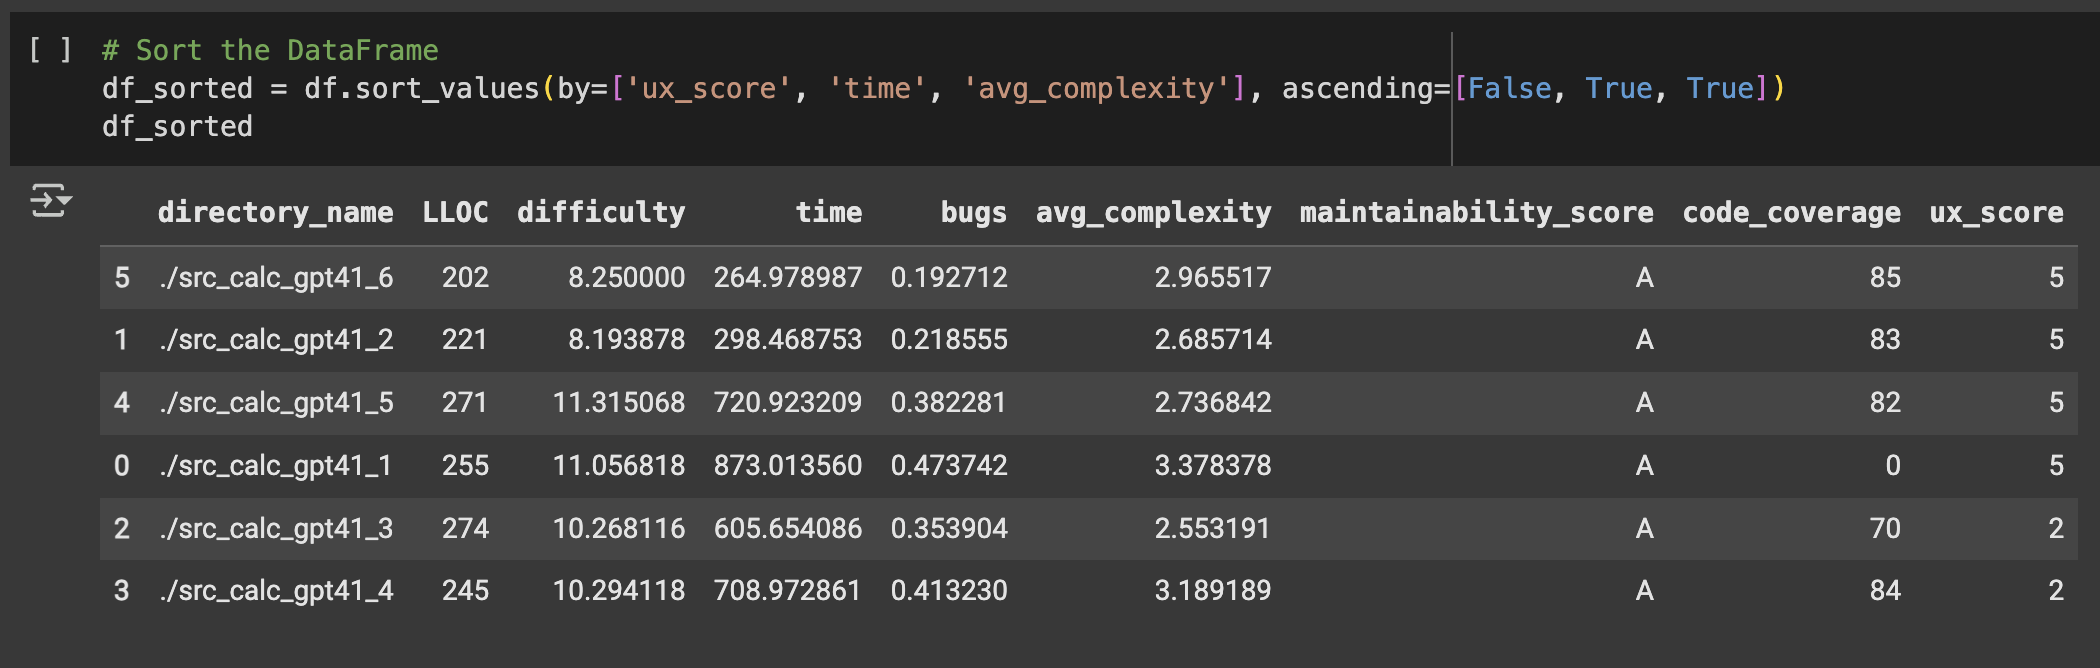 [ ] # Sort the DataFrame
df_sorted = df.sort_values(by=['ux_score', 'time', 'avg_complexity'], ascending=[False, True, True])
df_sorted
directory_name LLOC difficulty time bugs avg_complexity maintainability_score code_coverage ux_score
5 ./src_calc_gpt41_6 202 8.250000 264.978987 0.192712 2.965517 A 85 5
1 ./src_calc_gpt41_2 221 8.193878 298.468753 0.218555 2.685714 A 83 5
4 ./src_calc_gpt41_5 271 11.315068 720.923209 0.382281 2.736842 A 82 5
0 ./src_calc_gpt41_1 255 11.056818 873.013560 0.473742 3.378378 A 0 5
2 ./src_calc_gpt41_3 274 10.268116 605.654086 0.353904 2.553191 A 70 2
3 ./src_calc_gpt41_4 245 10.294118 708.972861 0.413230 3.189189 A 84 2